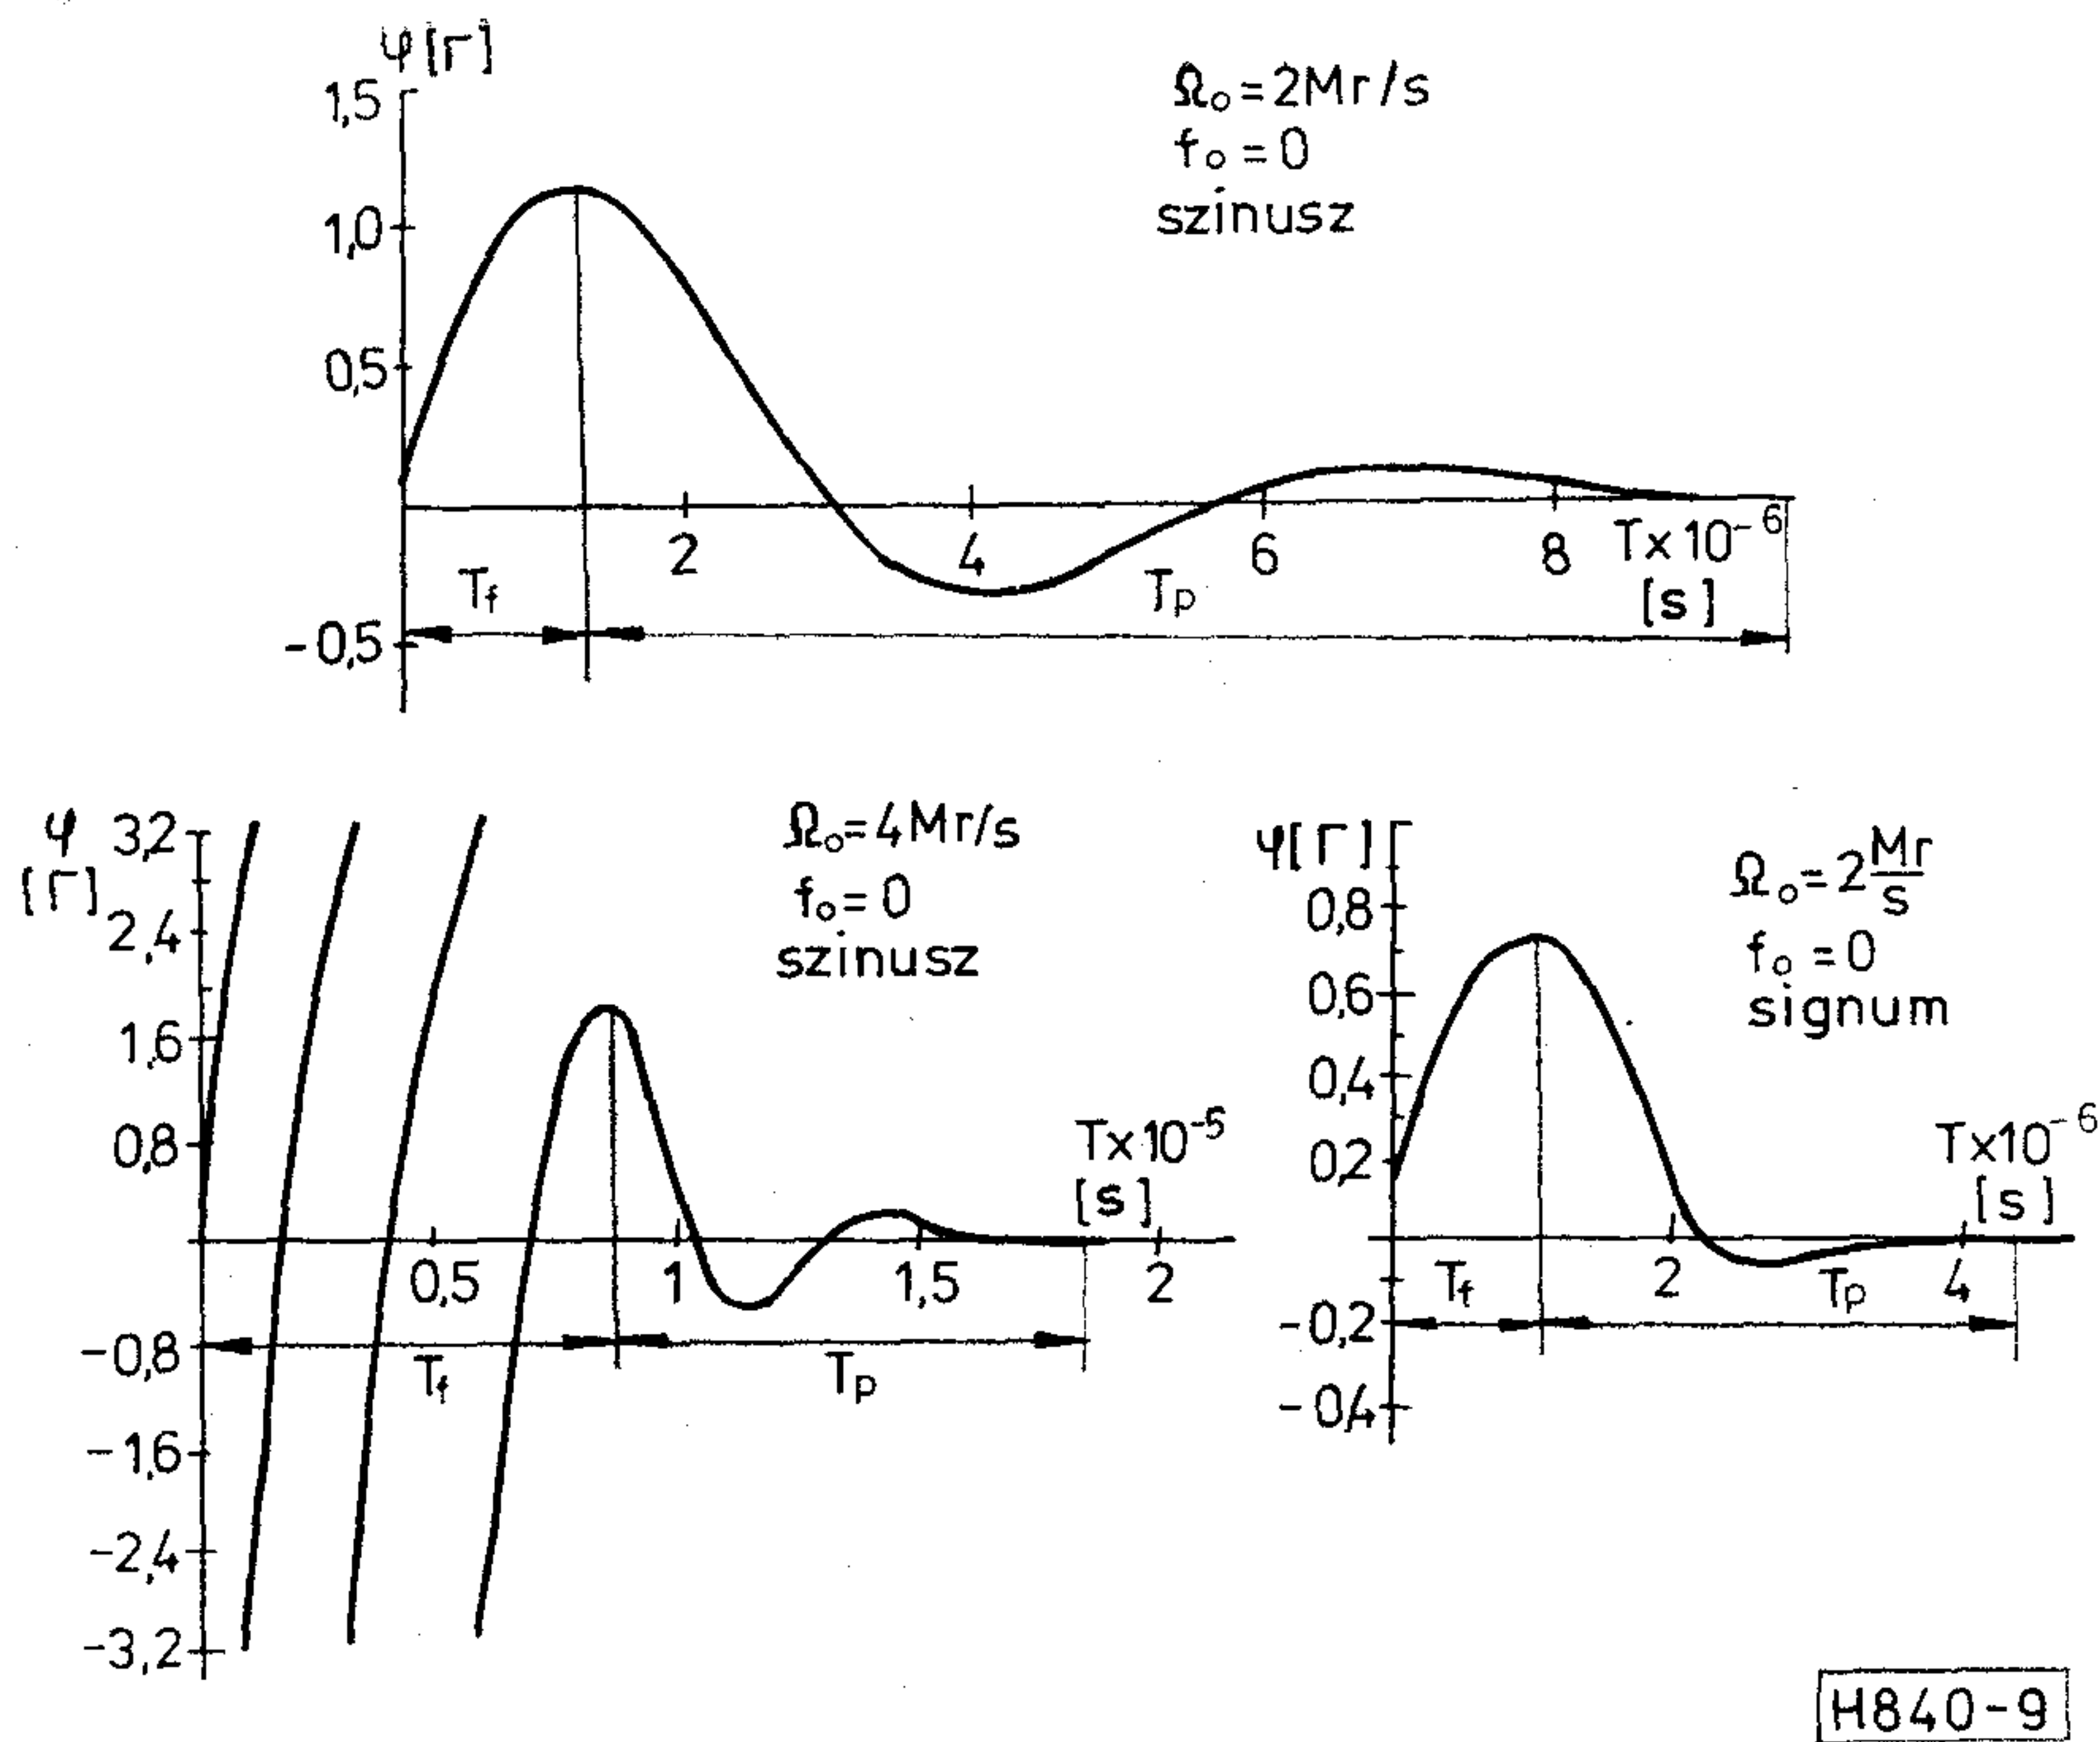 φ[r]
1,5
1,0
0,5
-0,5
Ω₀=2Mr/s
f₀=0
szinusz
2
4
6
8
T×10⁻⁶
[s]
T_f
T_p
φ
[r]
3,2
2,4
1,6
0,8
-0,8
-1,6
-2,4
-3,2
Ω₀=4Mr/s
f₀=0
szinusz
T×10⁻⁵
[s]
0,5
1
1,5
2
T_f
T_p
φ[r]
0,8
0,6
0,4
0,2
-0,2
-0,4
Ω₀=2 Mr/s
f₀=0
signum
T×10⁻⁶
[s]
2
4
T_f
T_p
H840-9